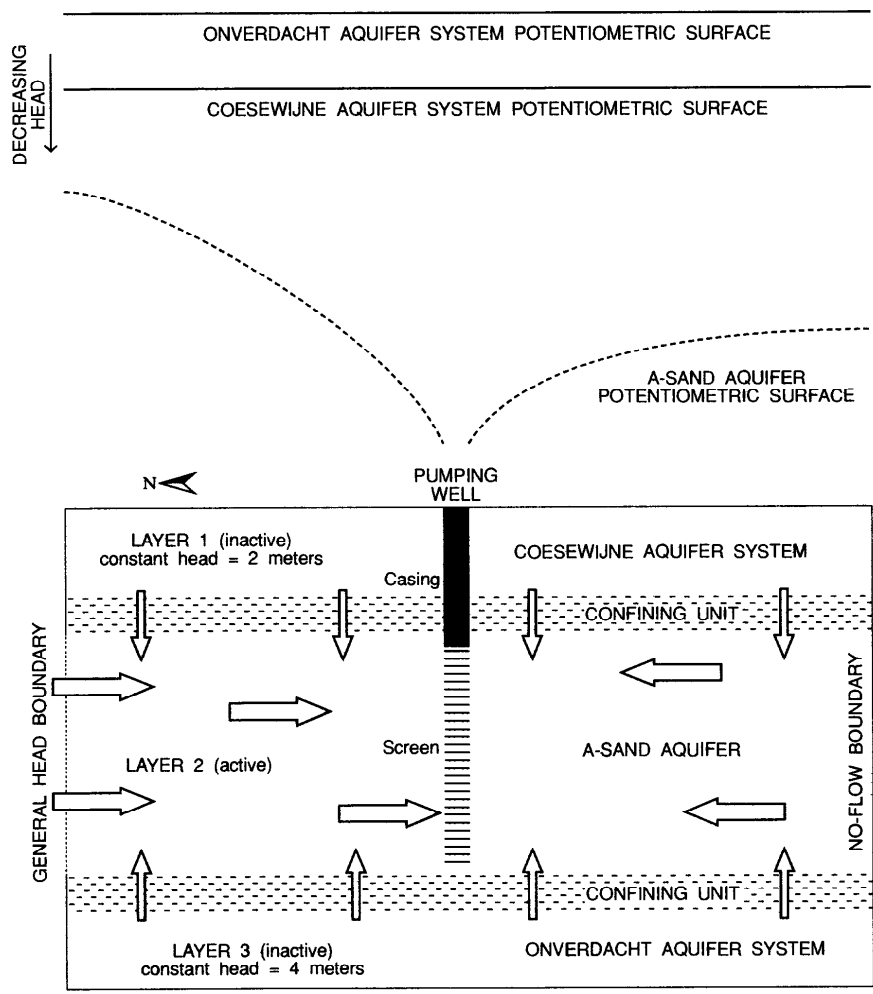 ONVERDACHT AQUIFER SYSTEM POTENTIOMETRIC SURFACE
DECREASING
HEAD
COESEWIJNE AQUIFER SYSTEM POTENTIOMETRIC SURFACE
A-SAND AQUIFER
POTENTIOMETRIC SURFACE
N
PUMPING
WELL
LAYER 1 (inactive)
constant head = 2 meters
COESEWIJNE AQUIFER SYSTEM
Casing
CONFINING UNIT
GENERAL HEAD BOUNDARY
NO-FLOW BOUNDARY
Screen
A-SAND AQUIFER
LAYER 2 (active)
CONFINING UNIT
LAYER 3 (inactive)
constant head = 4 meters
ONVERDACHT AQUIFER SYSTEM